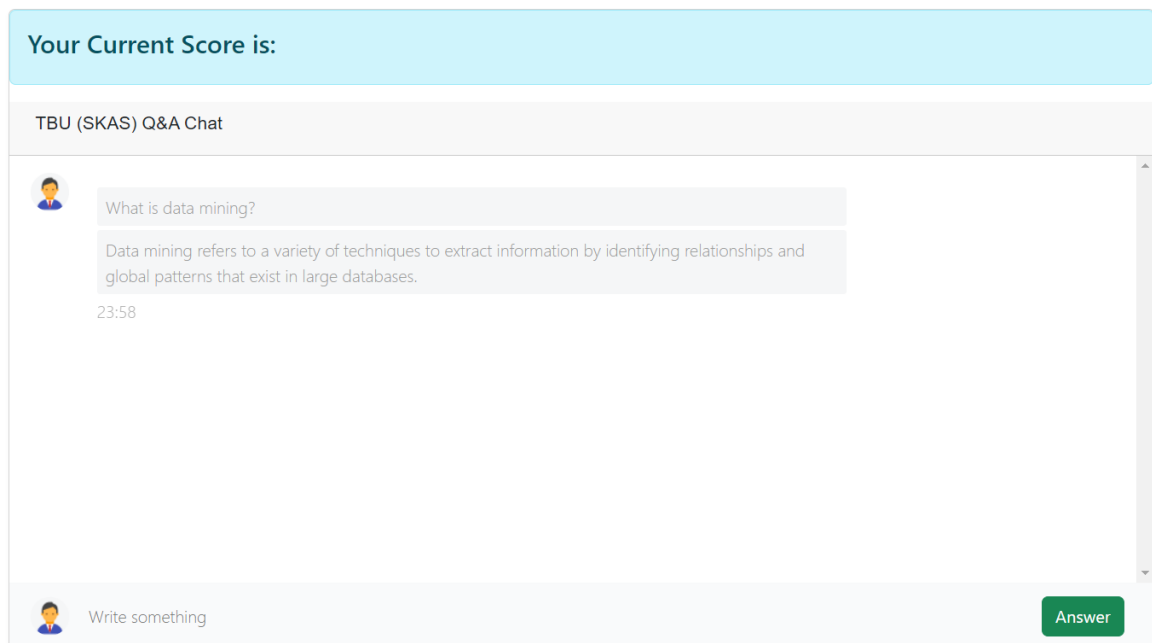 Your Current Score is:
TBU (SKAS) Q&A Chat
What is data mining?
Data mining refers to a variety of techniques to extract information by identifying relationships and
global patterns that exist in large databases.
23:58
Write something
Answer